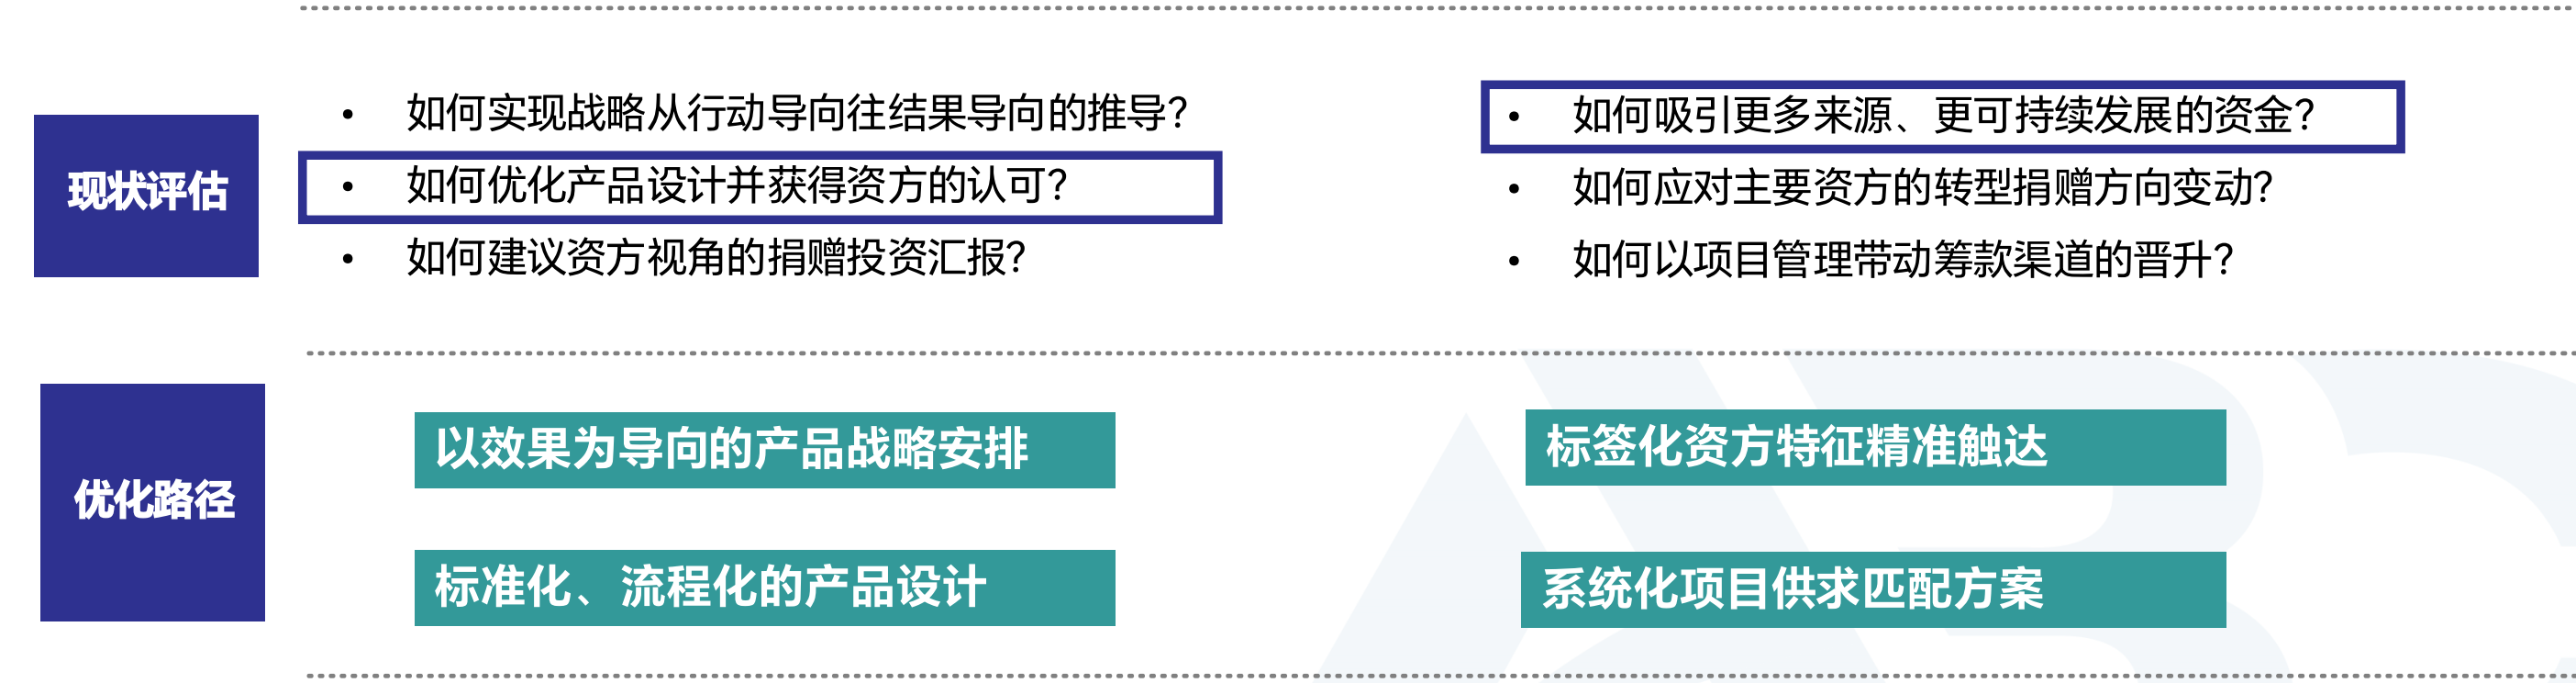 现状评估
• 如何实现战略从行动导向往结果导向的推导?
• 如何优化产品设计并获得资方的认可?
• 如何建议资方视角的捐赠投资汇报?
• 如何吸引更多来源、更可持续发展的资金?
• 如何应对主要资方的转型捐赠方向变动?
• 如何以项目管理带动筹款渠道的晋升?
优化路径
以效果为导向的产品战略安排
标准化、流程化的产品设计
标签化资方特征精准触达
系统化项目供求匹配方案